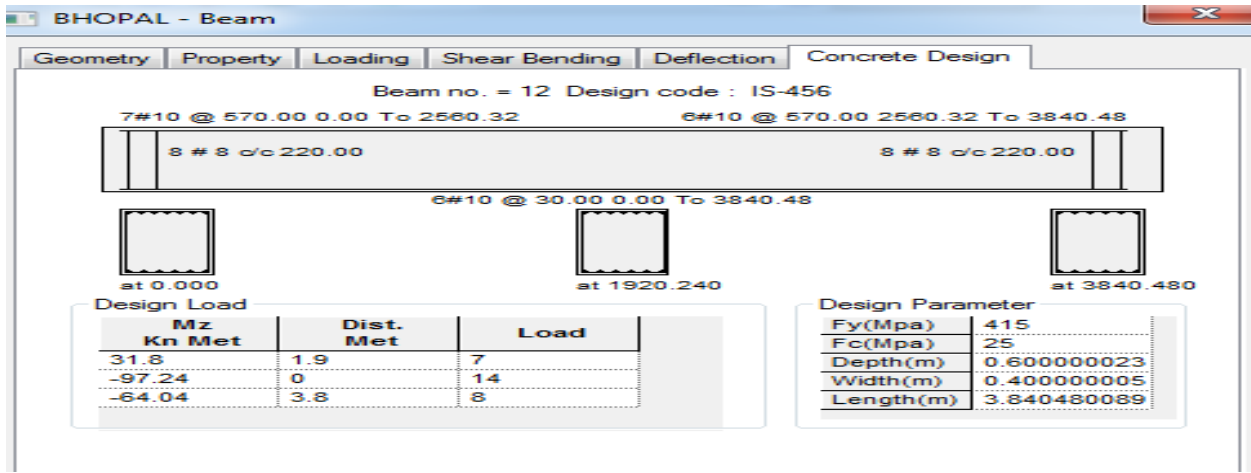 BHOPAL - Beam
Geometry Property Loading Shear Bending Deflection Concrete Design
Beam no. = 12 Design code : IS-456
7#10 @ 570.00 0.00 To 2560.32 6#10 @ 570.00 2560.32 To 3840.48
8 # 8 c/c 220.00 8 # 8 c/c 220.00
6#10 @ 30.00 0.00 To 3840.48
at 0.000 at 1920.240 at 3840.480
Design Load Design Parameter
Mz Dist. Load
Kn Met Met
31.8 1.9 7
-97.24 0 14
-64.04 3.8 8
Fy(Mpa) 415
Fc(Mpa) 25
Depth(m) 0.600000023
Width(m) 0.400000005
Length(m) 3.840480089